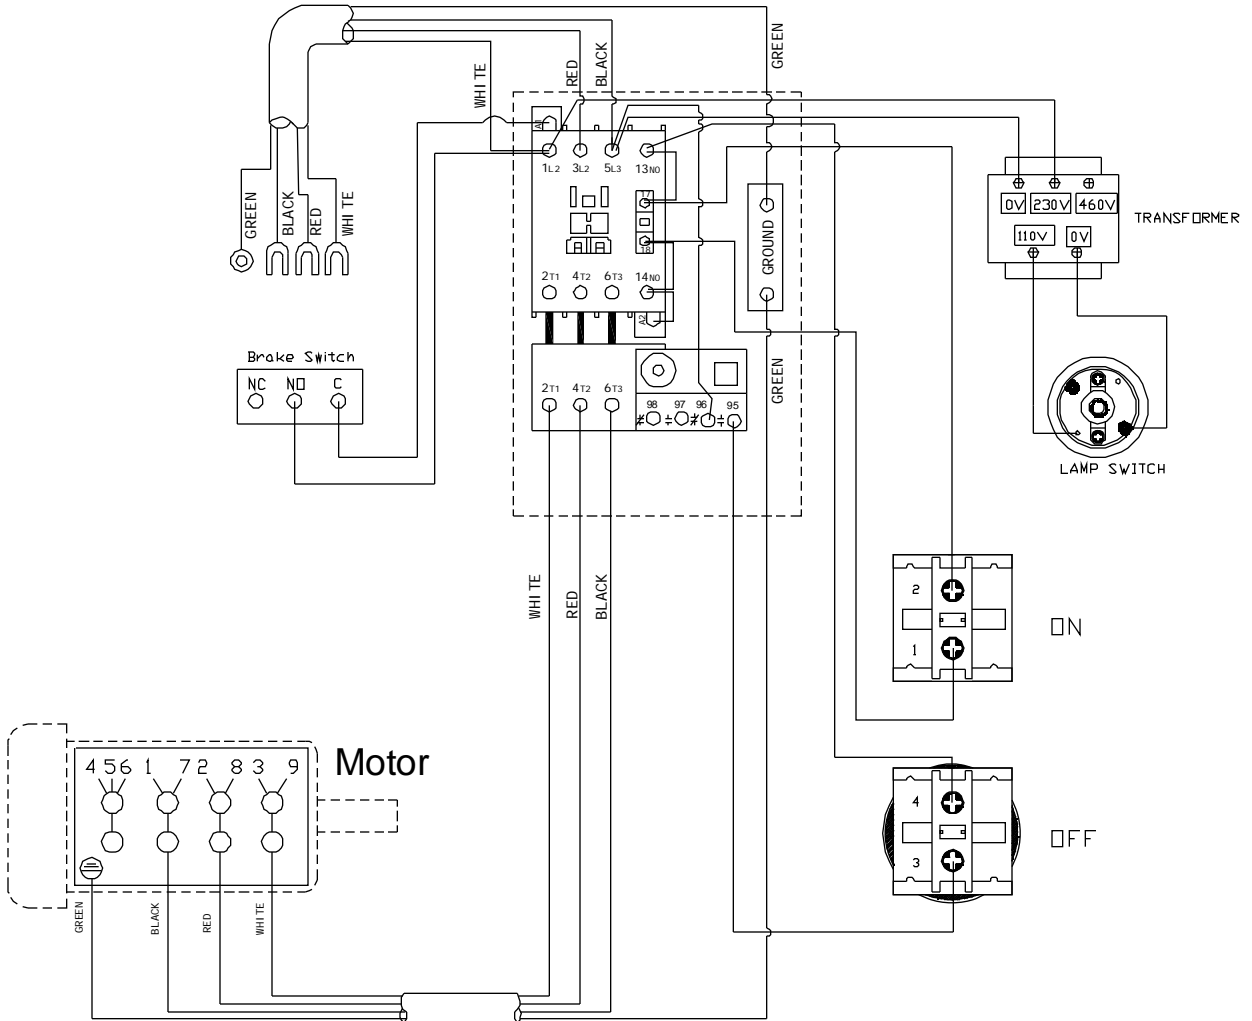 GREEN
WHITE
RED
BLACK
A1
1L2 3L2 5L3 13NO
17
18
2T1 4T2 6T3 14NO
A2
GROUND
0V 230V 460V
TRANSFORMER
110V 0V
GREEN
BLACK
RED
WHITE
Brake Switch
NC NO C
2T1 4T2 6T3
98 97 96 95
GREEN
LAMP SWITCH
WHITE
RED
BLACK
2
1
ON
4
3
OFF
Motor
4 5 6 1 7 2 8 3 9
GREEN
BLACK
RED
WHITE